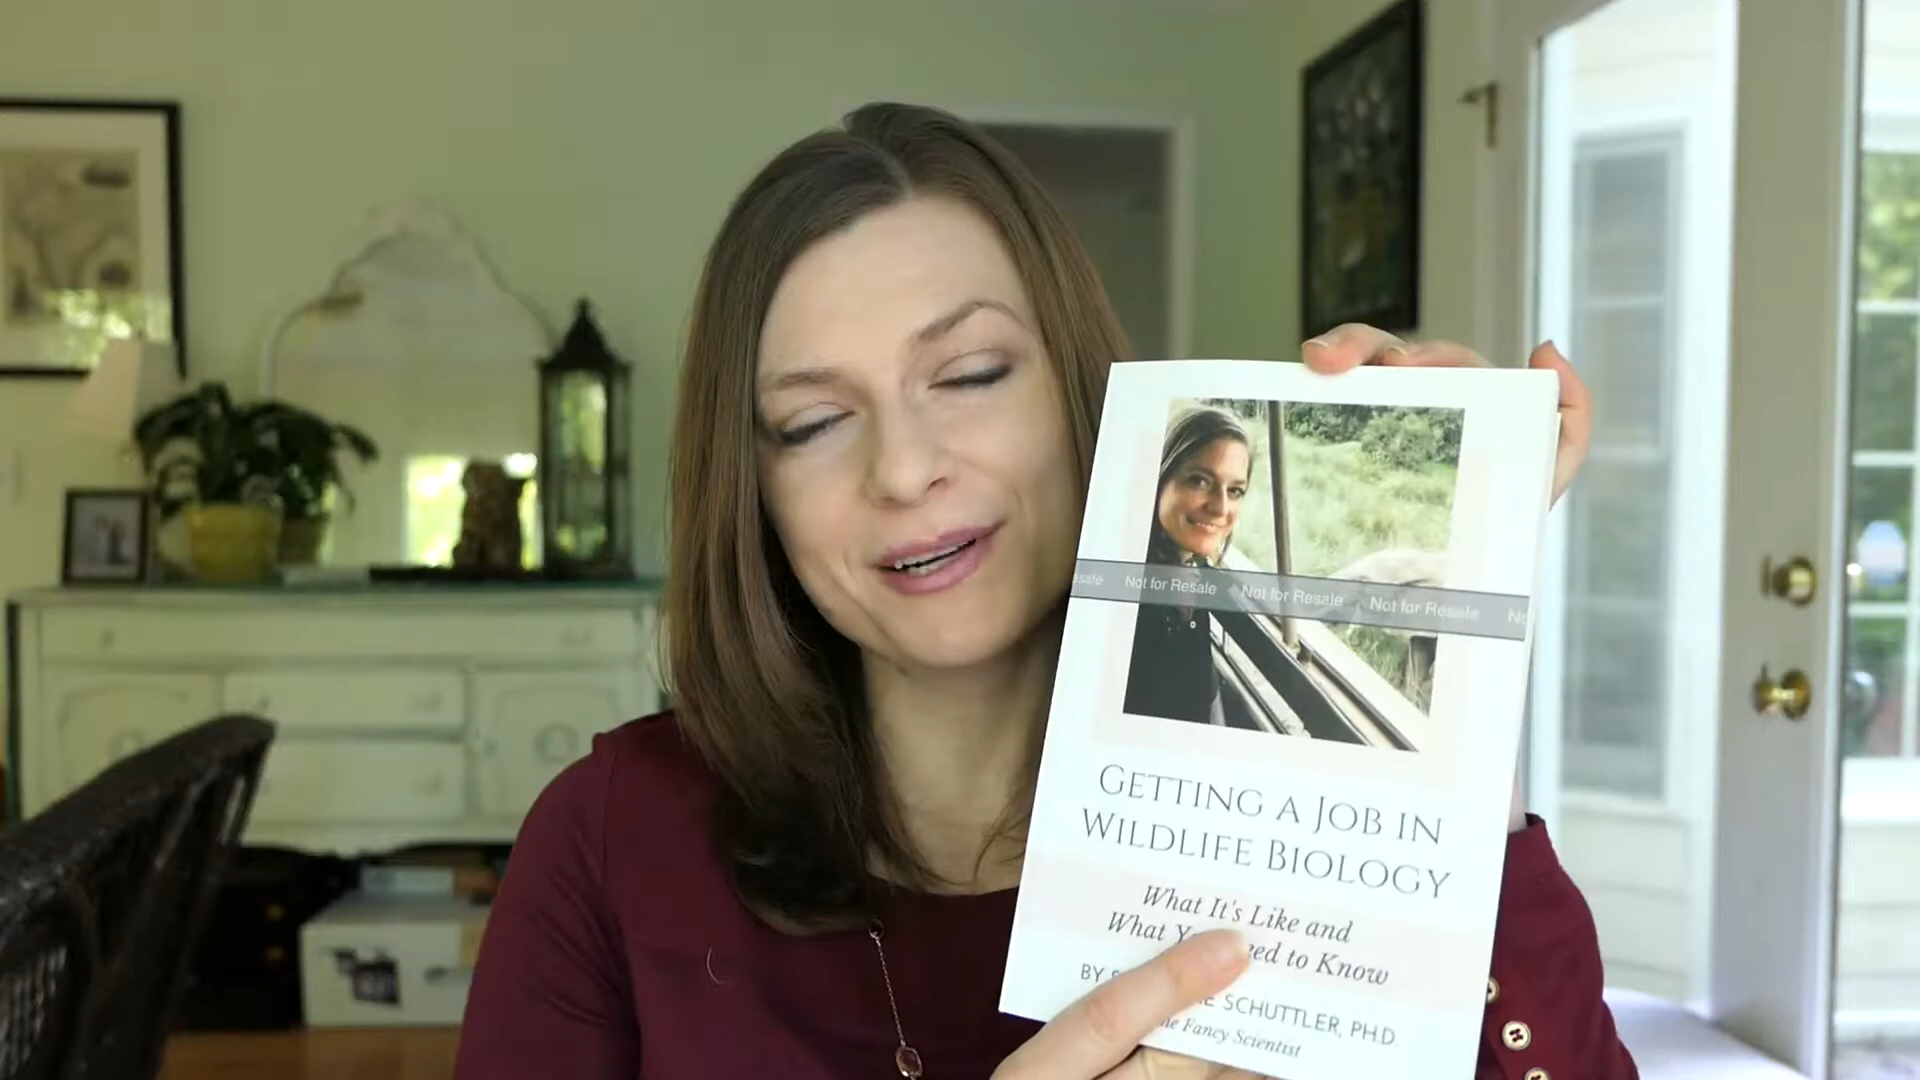 Not for Resale Not for Resale Not for Resale
GETTING A JOB IN
WILDLIFE BIOLOGY
What It's Like and
What to Know
BY SCHUTTLER, PH.D.
Fancy Scientist